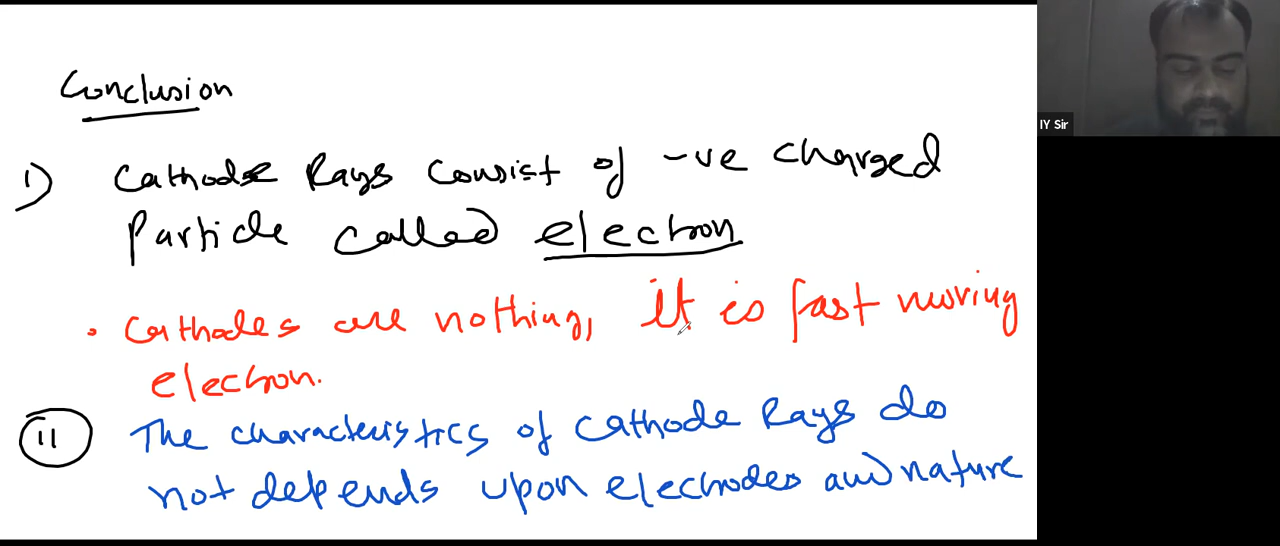 Conclusion
1) Cathode Rays consist of -ve charged
Particle called electron
• Cathodes are nothing, it is fast moving
electron.
11 The characteristics of cathode Rays do
not depends upon electrodes and nature
IY Sir